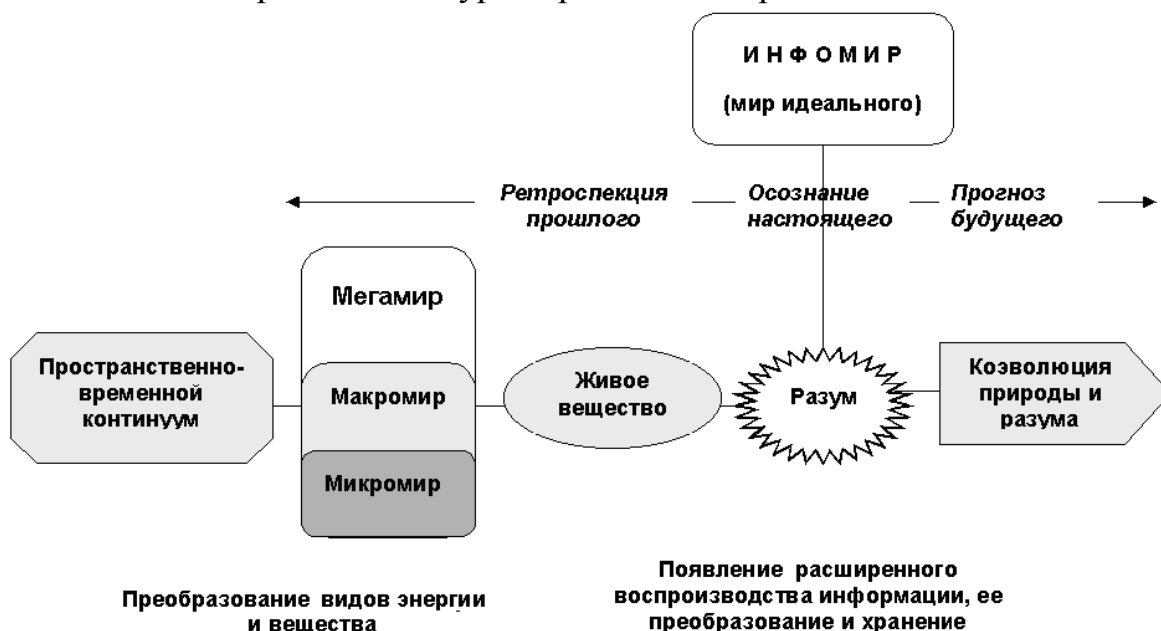 И Н Ф О М И Р
(мир идеального)
Ретроспекция
прошлого
Осознание
настоящего
Прогноз
будущего
Мегамир
Макромир
Микромир
Пространственно-
временной
континуум
Живое
вещество
Разум
Коэволюция
природы и
разума
Преобразование видов энергии
и вещества
Появление расширенного
воспроизводства информации, ее
преобразование и хранение